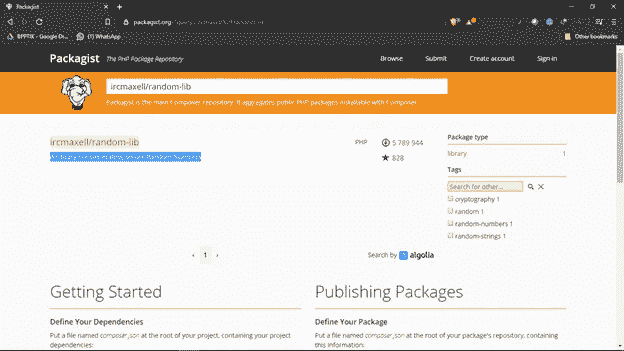 Packagist
packagist.org
BPPTIK - Google Dri...
(1) WhatsApp
Other bookmarks
Packagist The PHP Package Repository
Browse Submit Create account Sign in
ircmaxell/random-lib
Packagist is the main Composer repository. It aggregates public PHP packages installable with Composer.
ircmaxell/random-lib
PHP
5 789 944
828
Package type
library 1
Tags
Search for other...
cryptography 1
random 1
random-numbers 1
random-strings 1
‹ 1 ›
Search by algolia
Getting Started
Define Your Dependencies
Put a file named composer.json at the root of your project, containing your project
dependencies:
Publishing Packages
Define Your Package
Put a file named composer.json at the root of your package's repository, containing
this information: